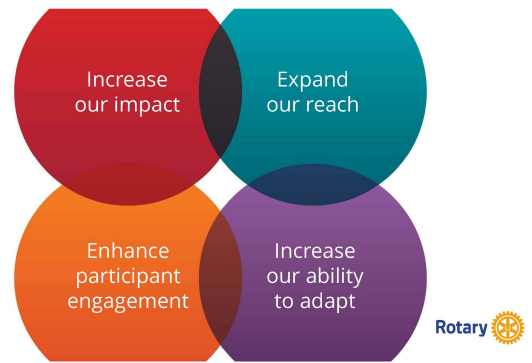 Increase
our impact
Expand
our reach
Enhance
participant
engagement
Increase
our ability
to adapt
Rotary